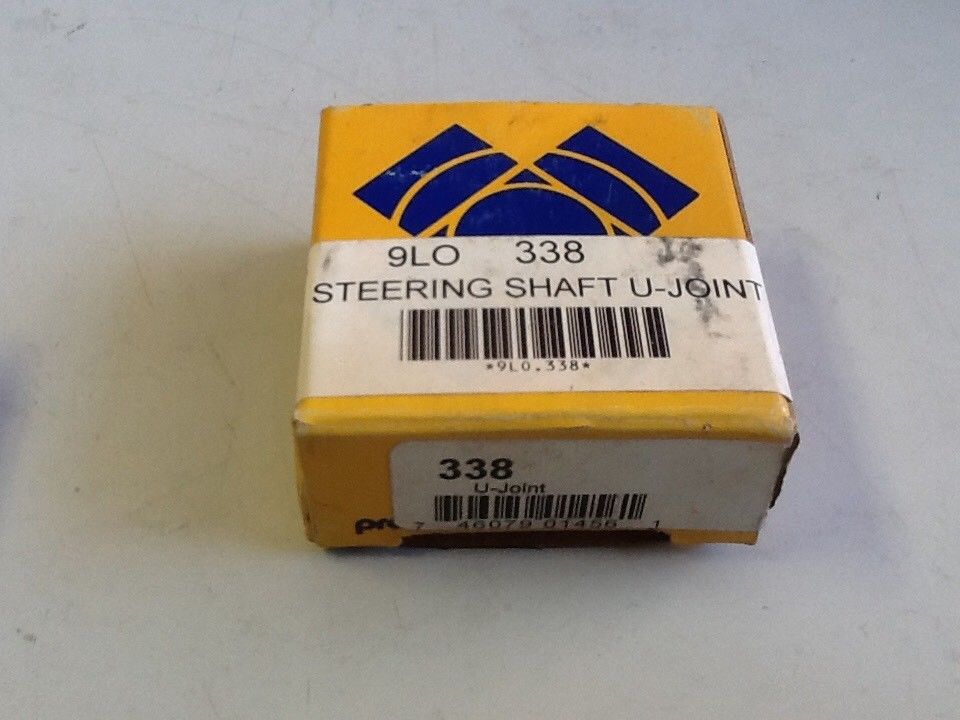 9LO 338
STEERING SHAFT U-JOINT
*9LO.338*
338
U-Joint
7 46079 01456 1